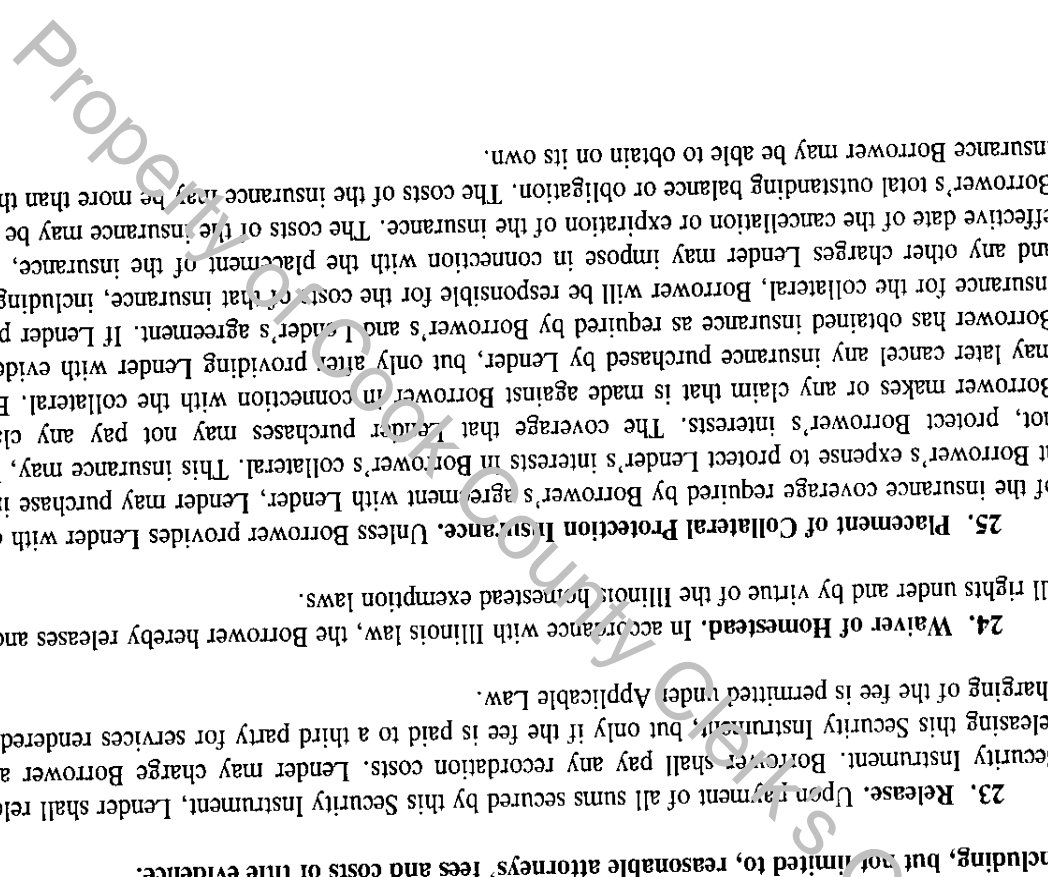 ncluding, but not limited to, reasonable attorneys' fees and costs of title evidence.
23. Release. Upon payment of all sums secured by this Security Instrument, Lender shall rele
Security Instrument. Borrower shall pay any recordation costs. Lender may charge Borrower a
eleasing this Security Instrument, but only if the fee is paid to a third party for services rendered
harging of the fee is permitted under Applicable Law.
24. Waiver of Homestead. In accordance with Illinois law, the Borrower hereby releases and
ll rights under and by virtue of the Illinois homestead exemption laws.
25. Placement of Collateral Protection Insurance. Unless Borrower provides Lender with
of the insurance coverage required by Borrower's agreement with Lender, Lender may purchase i
t Borrower's expense to protect Lender's interests in Borrower's collateral. This insurance may,
not, protect Borrower's interests. The coverage that Lender purchases may not pay any cla
Borrower makes or any claim that is made against Borrower in connection with the collateral. B
may later cancel any insurance purchased by Lender, but only after providing Lender with evide
Borrower has obtained insurance as required by Borrower's and Lender's agreement. If Lender p
nsurance for the collateral, Borrower will be responsible for the costs of that insurance, including
and any other charges Lender may impose in connection with the placement of the insurance,
effective date of the cancellation or expiration of the insurance. The costs of the insurance may be
Borrower's total outstanding balance or obligation. The costs of the insurance may be more than th
nsurance Borrower may be able to obtain on its own.
Property of Cook County Clerk's O